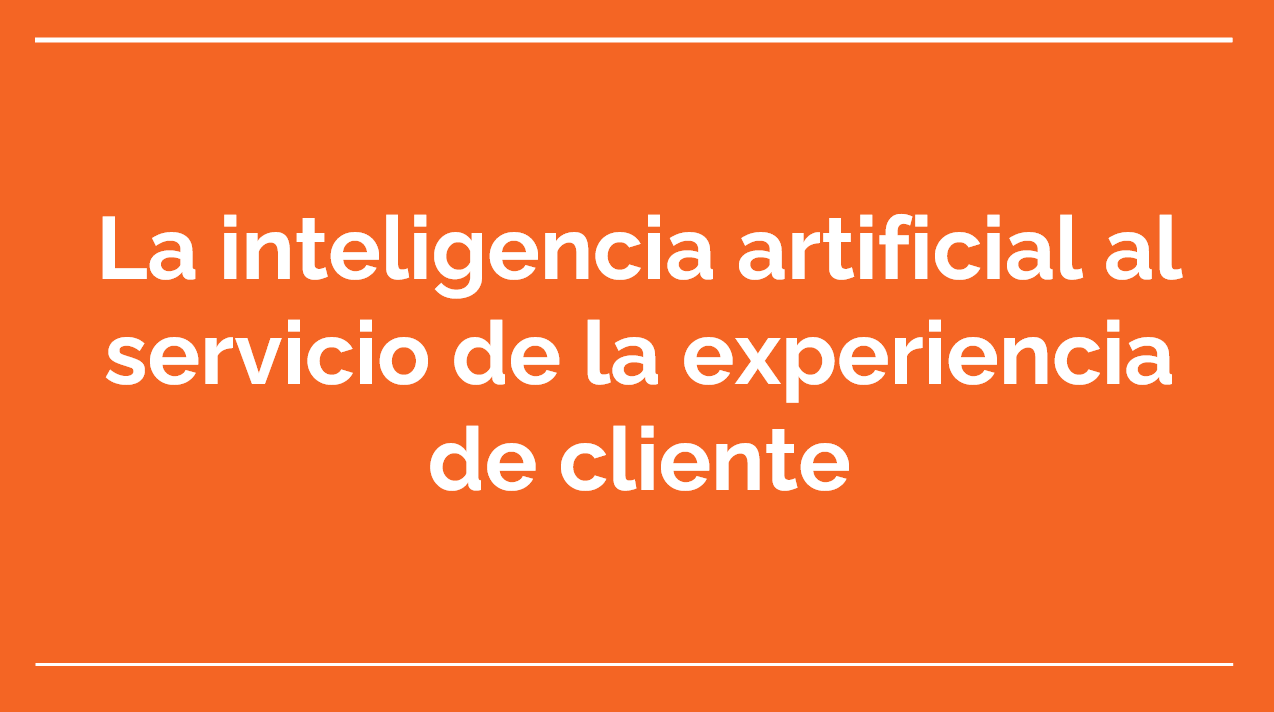 La inteligencia artificial al
servicio de la experiencia
de cliente